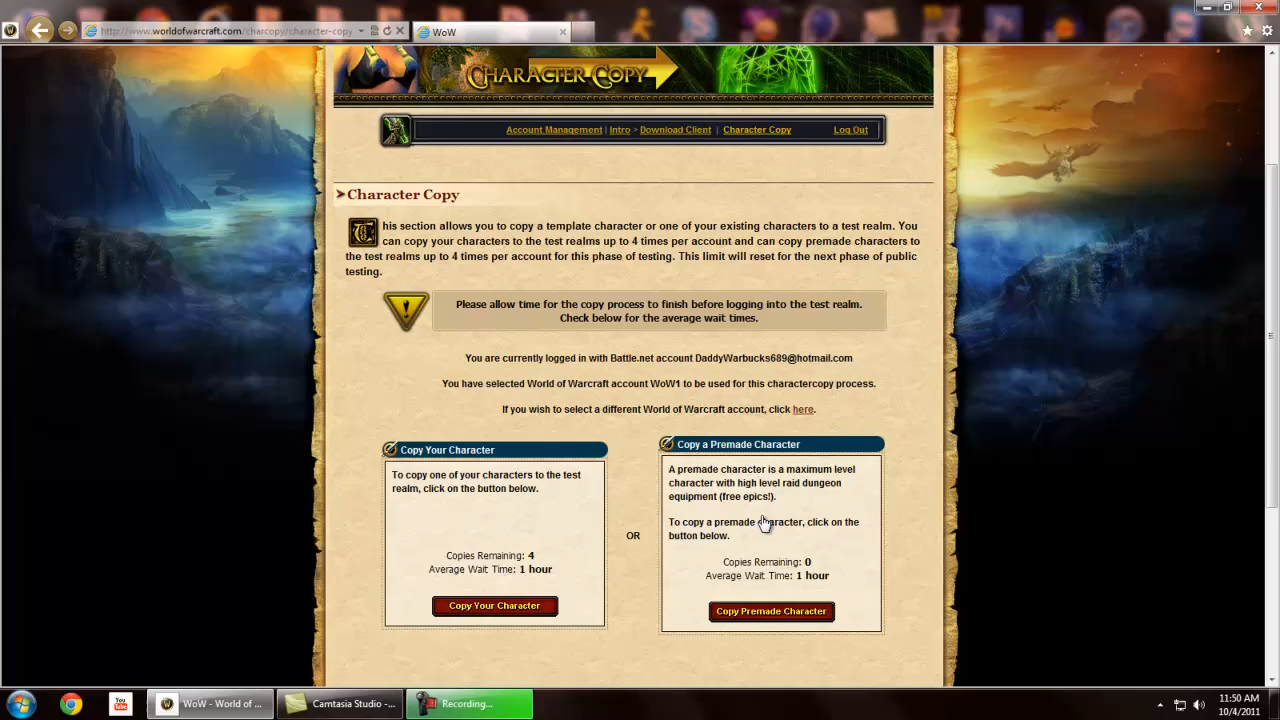 http://www.worldofwarcraft.com/charcopy/character-copy
WoW
CHARACTER COPY
Account Management | Intro > Download Client | Character Copy Log Out
Character Copy
This section allows you to copy a template character or one of your existing characters to a test realm. You
can copy your characters to the test realms up to 4 times per account and can copy premade characters to
the test realms up to 4 times per account for this phase of testing. This limit will reset for the next phase of public
testing.
Please allow time for the copy process to finish before logging into the test realm.
Check below for the average wait times.
You are currently logged in with Battle.net account DaddyWarbucks689@hotmail.com
You have selected World of Warcraft account WoW1 to be used for this charactercopy process.
If you wish to select a different World of Warcraft account, click here.
Copy Your Character
To copy one of your characters to the test
realm, click on the button below.
Copies Remaining: 4
Average Wait Time: 1 hour
Copy Your Character
OR
Copy a Premade Character
A premade character is a maximum level
character with high level raid dungeon
equipment (free epics!).
To copy a premade character, click on the
button below.
Copies Remaining: 0
Average Wait Time: 1 hour
Copy Premade Character
You Tube
WoW - World of ...
Camtasia Studio -...
Recording...
11:50 AM
10/4/2011